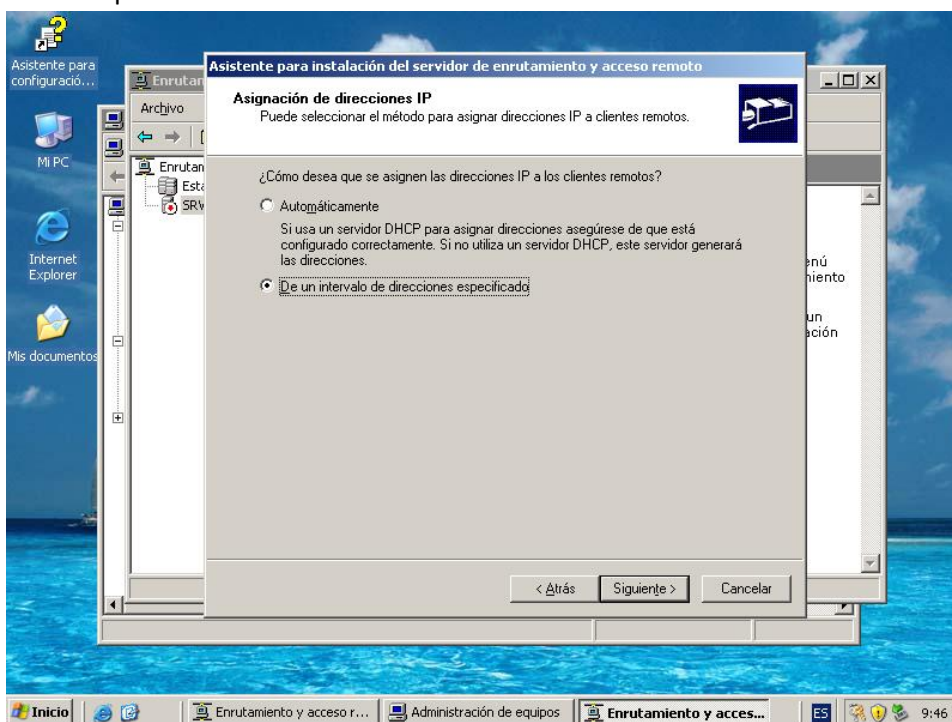 Asistente para
configuració...
Mi PC
Internet
Explorer
Mis documentos
Enrutan
Archivo
Enrutan
Esta
SRV
Asistente para instalación del servidor de enrutamiento y acceso remoto
Asignación de direcciones IP
Puede seleccionar el método para asignar direcciones IP a clientes remotos.
¿Cómo desea que se asignen las direcciones IP a los clientes remotos?
Automáticamente
Si usa un servidor DHCP para asignar direcciones asegúrese de que está
configurado correctamente. Si no utiliza un servidor DHCP, este servidor generará
las direcciones.
De un intervalo de direcciones especificado
enú
niento
un
ación
< Atrás
Siguiente >
Cancelar
Inicio
Enrutamiento y acceso r...
Administración de equipos
Enrutamiento y acces...
ES